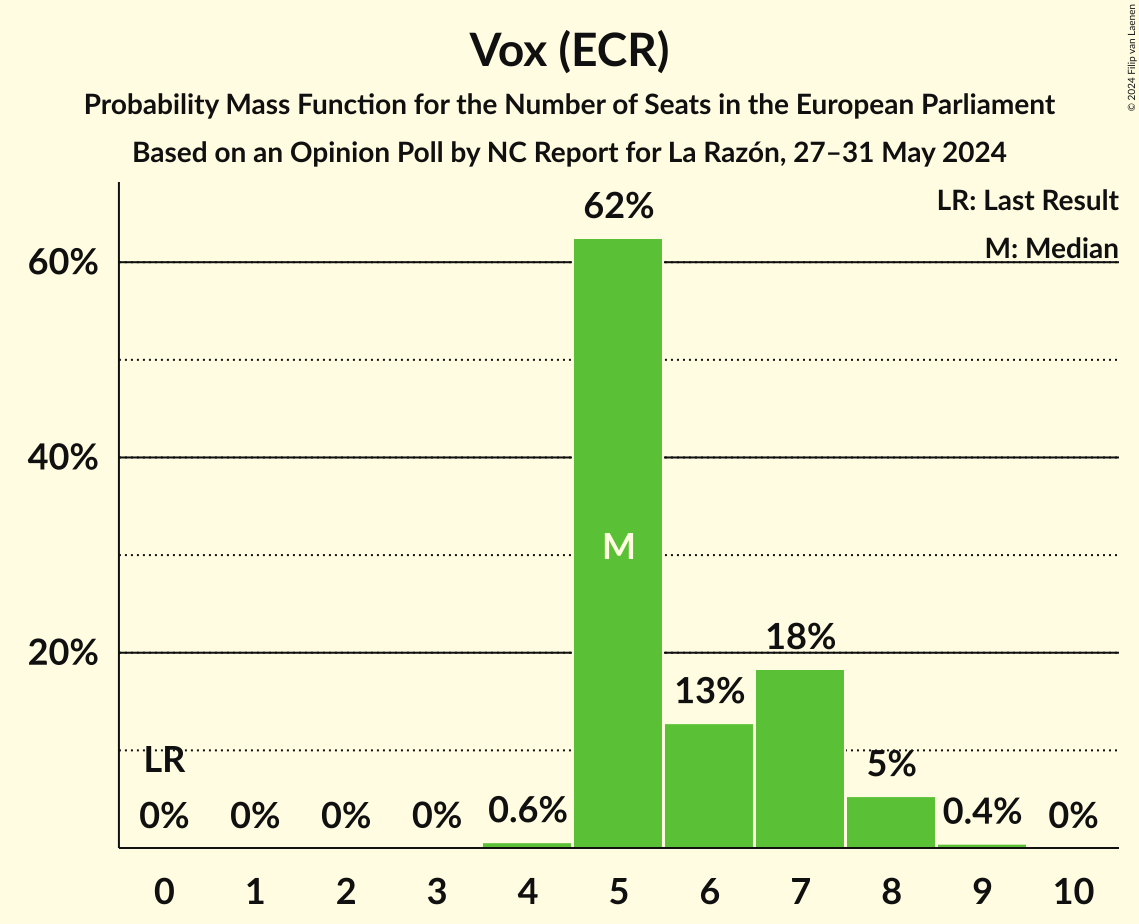 Vox (ECR)
Probability Mass Function for the Number of Seats in the European Parliament
Based on an Opinion Poll by NC Report for La Razón, 27–31 May 2024
© 2024 Filip van Laenen
LR: Last Result
M: Median
62%
60%
40%
M
20%
18%
13%
LR
5%
0% 0% 0% 0% 0.6% 0.4% 0%
0 1 2 3 4 5 6 7 8 9 10